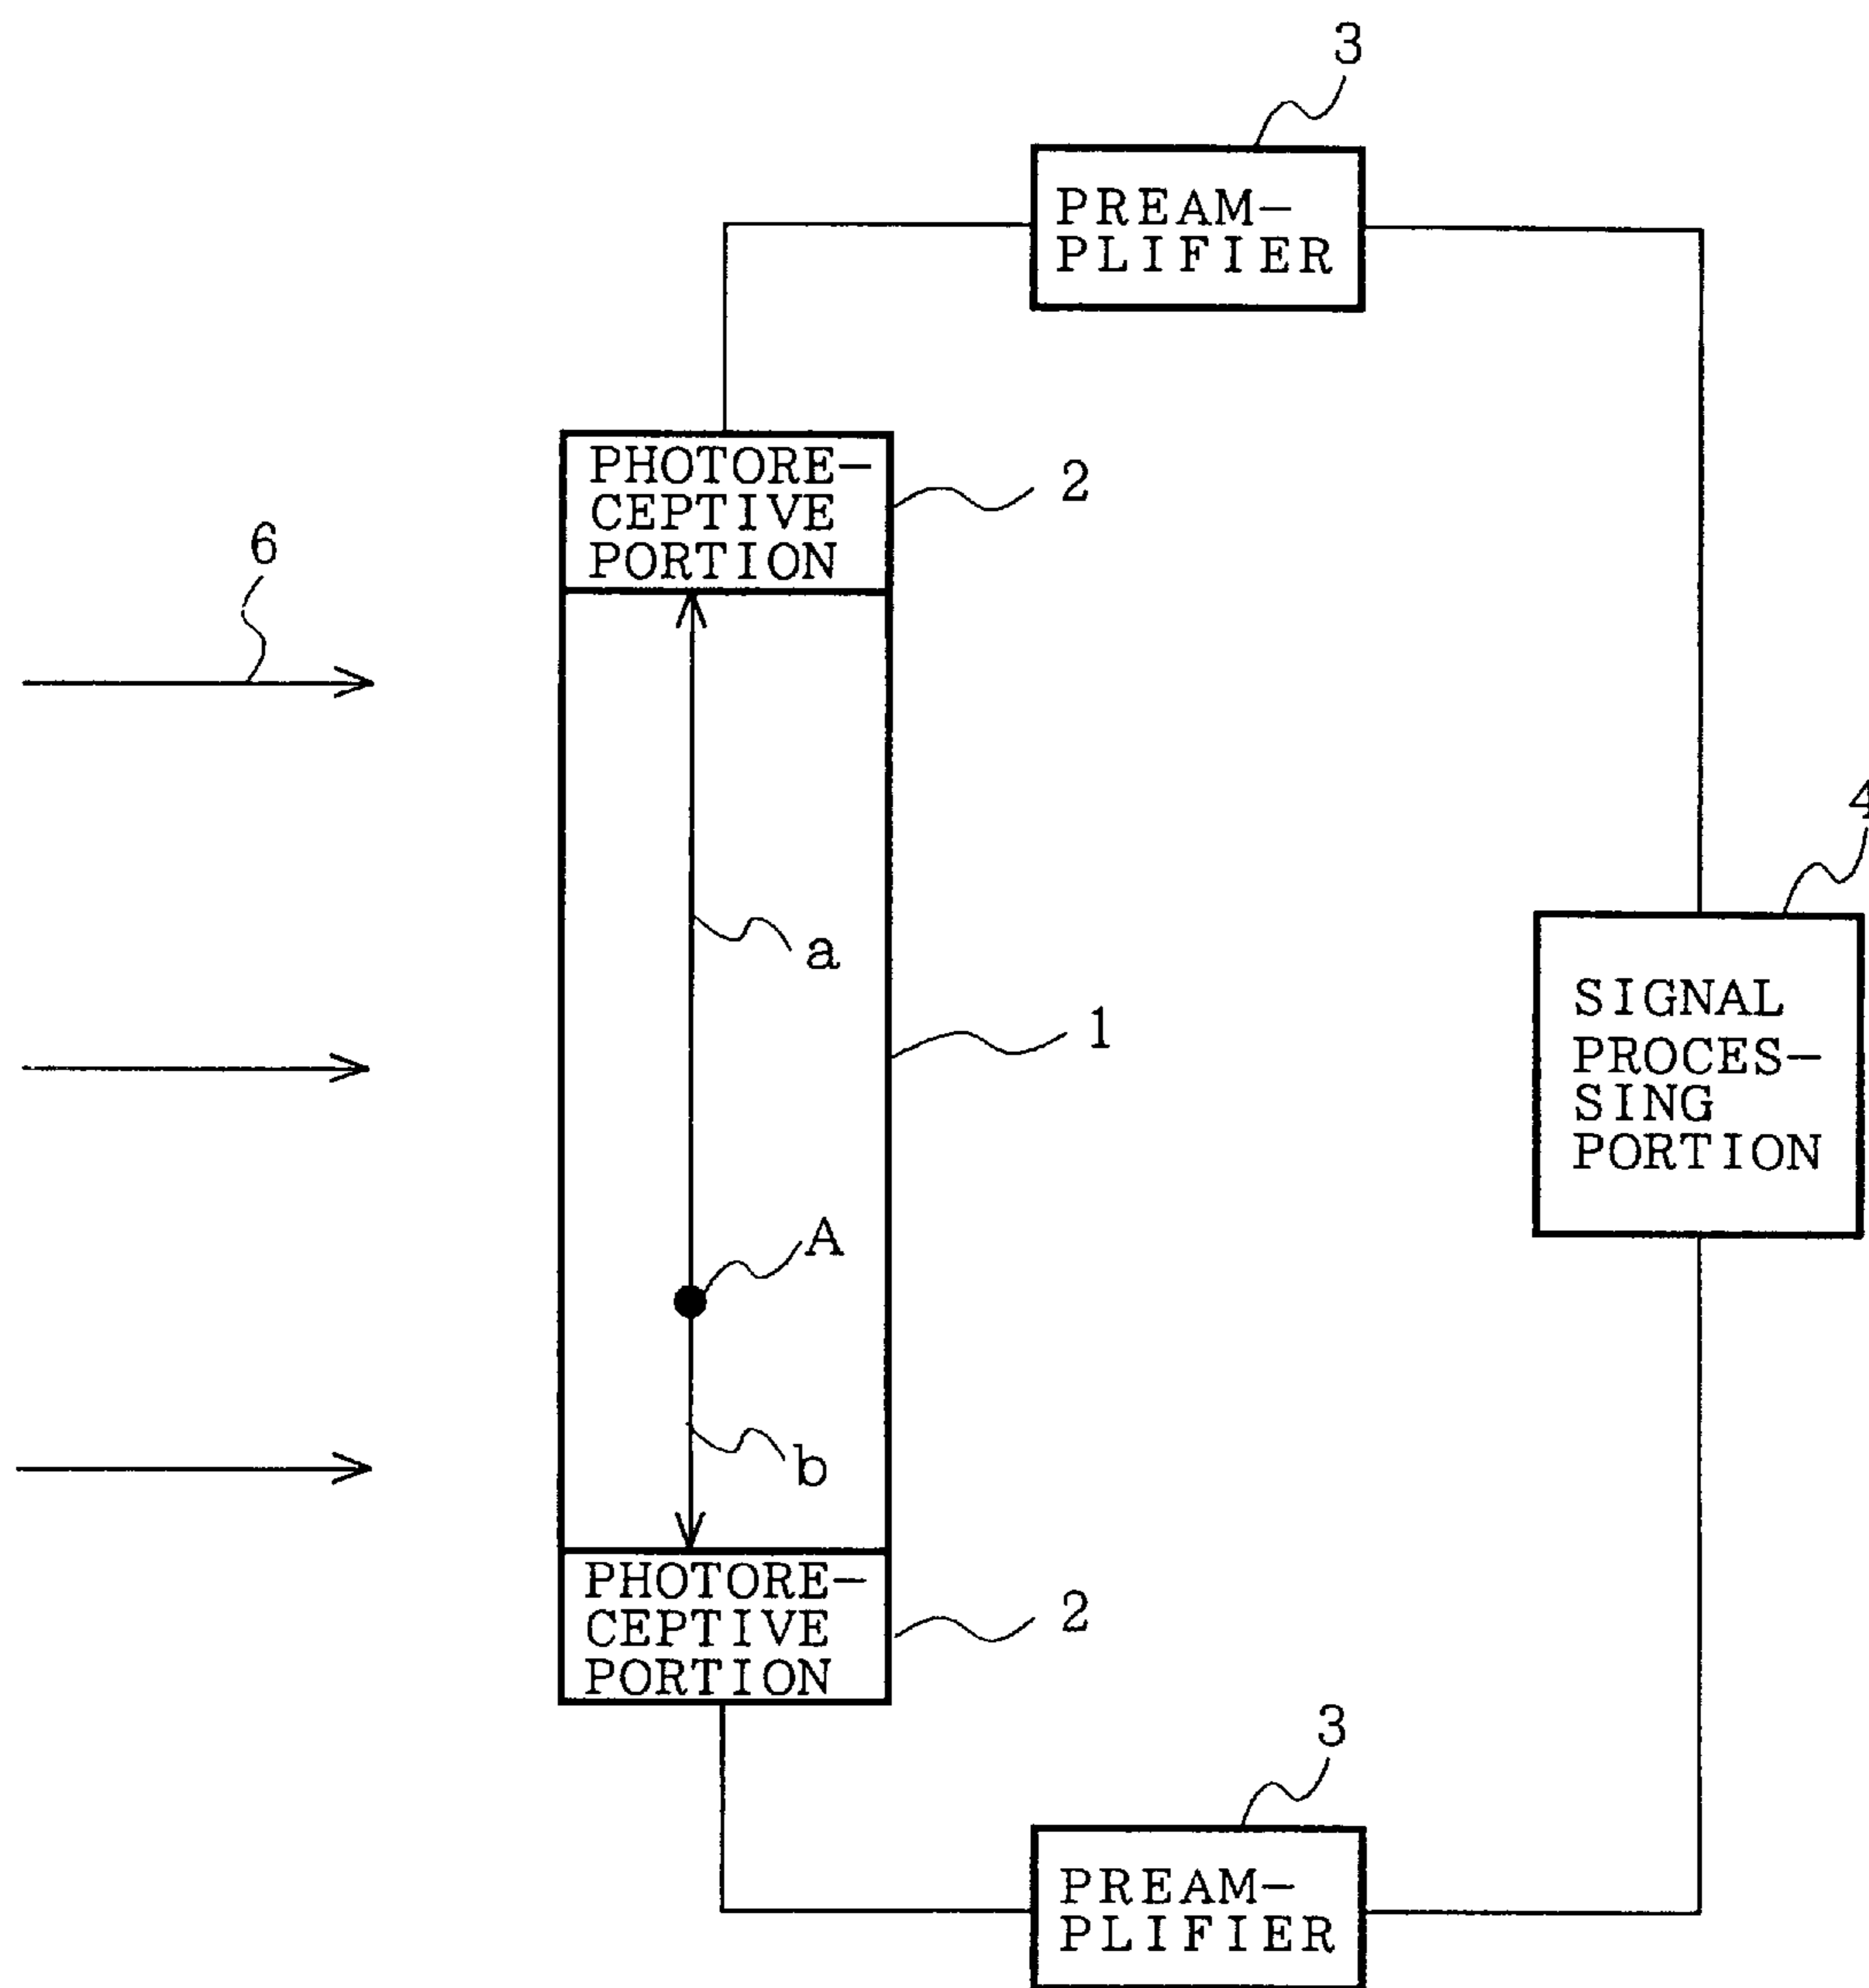 3
PREAM-
PLIFIER
PHOTORE-
CEPTIVE
PORTION
2
6
4
a
1
SIGNAL
PROCES-
SING
PORTION
A
b
PHOTORE-
CEPTIVE
PORTION
2
3
PREAM-
PLIFIER